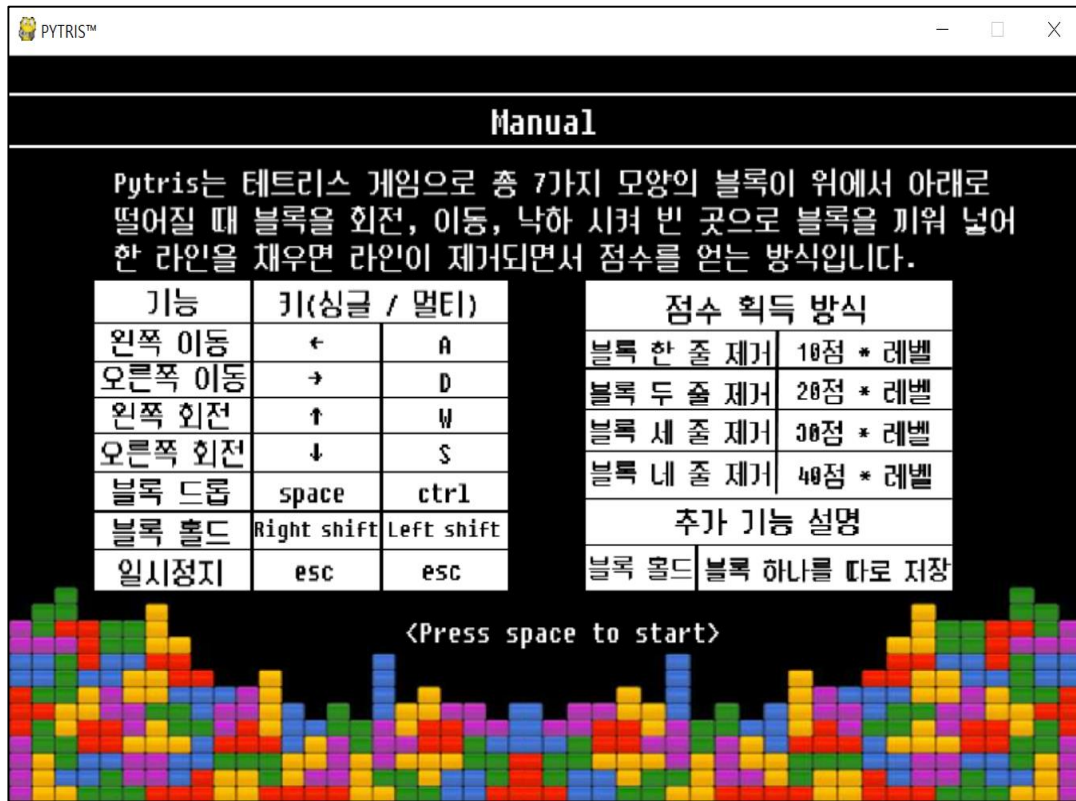 PYTRIS™
Manual
Pytris는 테트리스 게임으로 총 7가지 모양의 블록이 위에서 아래로
떨어질 때 블록을 회전, 이동, 낙하 시켜 빈 곳으로 블록을 끼워 넣어
한 라인을 채우면 라인이 제거되면서 점수를 얻는 방식입니다.
기능 키(싱글 / 멀티)
왼쪽 이동 ← A
오른쪽 이동 → D
왼쪽 회전 ↑ W
오른쪽 회전 ↓ S
블록 드롭 space ctrl
블록 홀드 Right shift Left shift
일시정지 esc esc
점수 획득 방식
블록 한 줄 제거 10점 * 레벨
블록 두 줄 제거 20점 * 레벨
블록 세 줄 제거 30점 * 레벨
블록 네 줄 제거 40점 * 레벨
추가 기능 설명
블록 홀드 블록 하나를 따로 저장
<Press space to start>